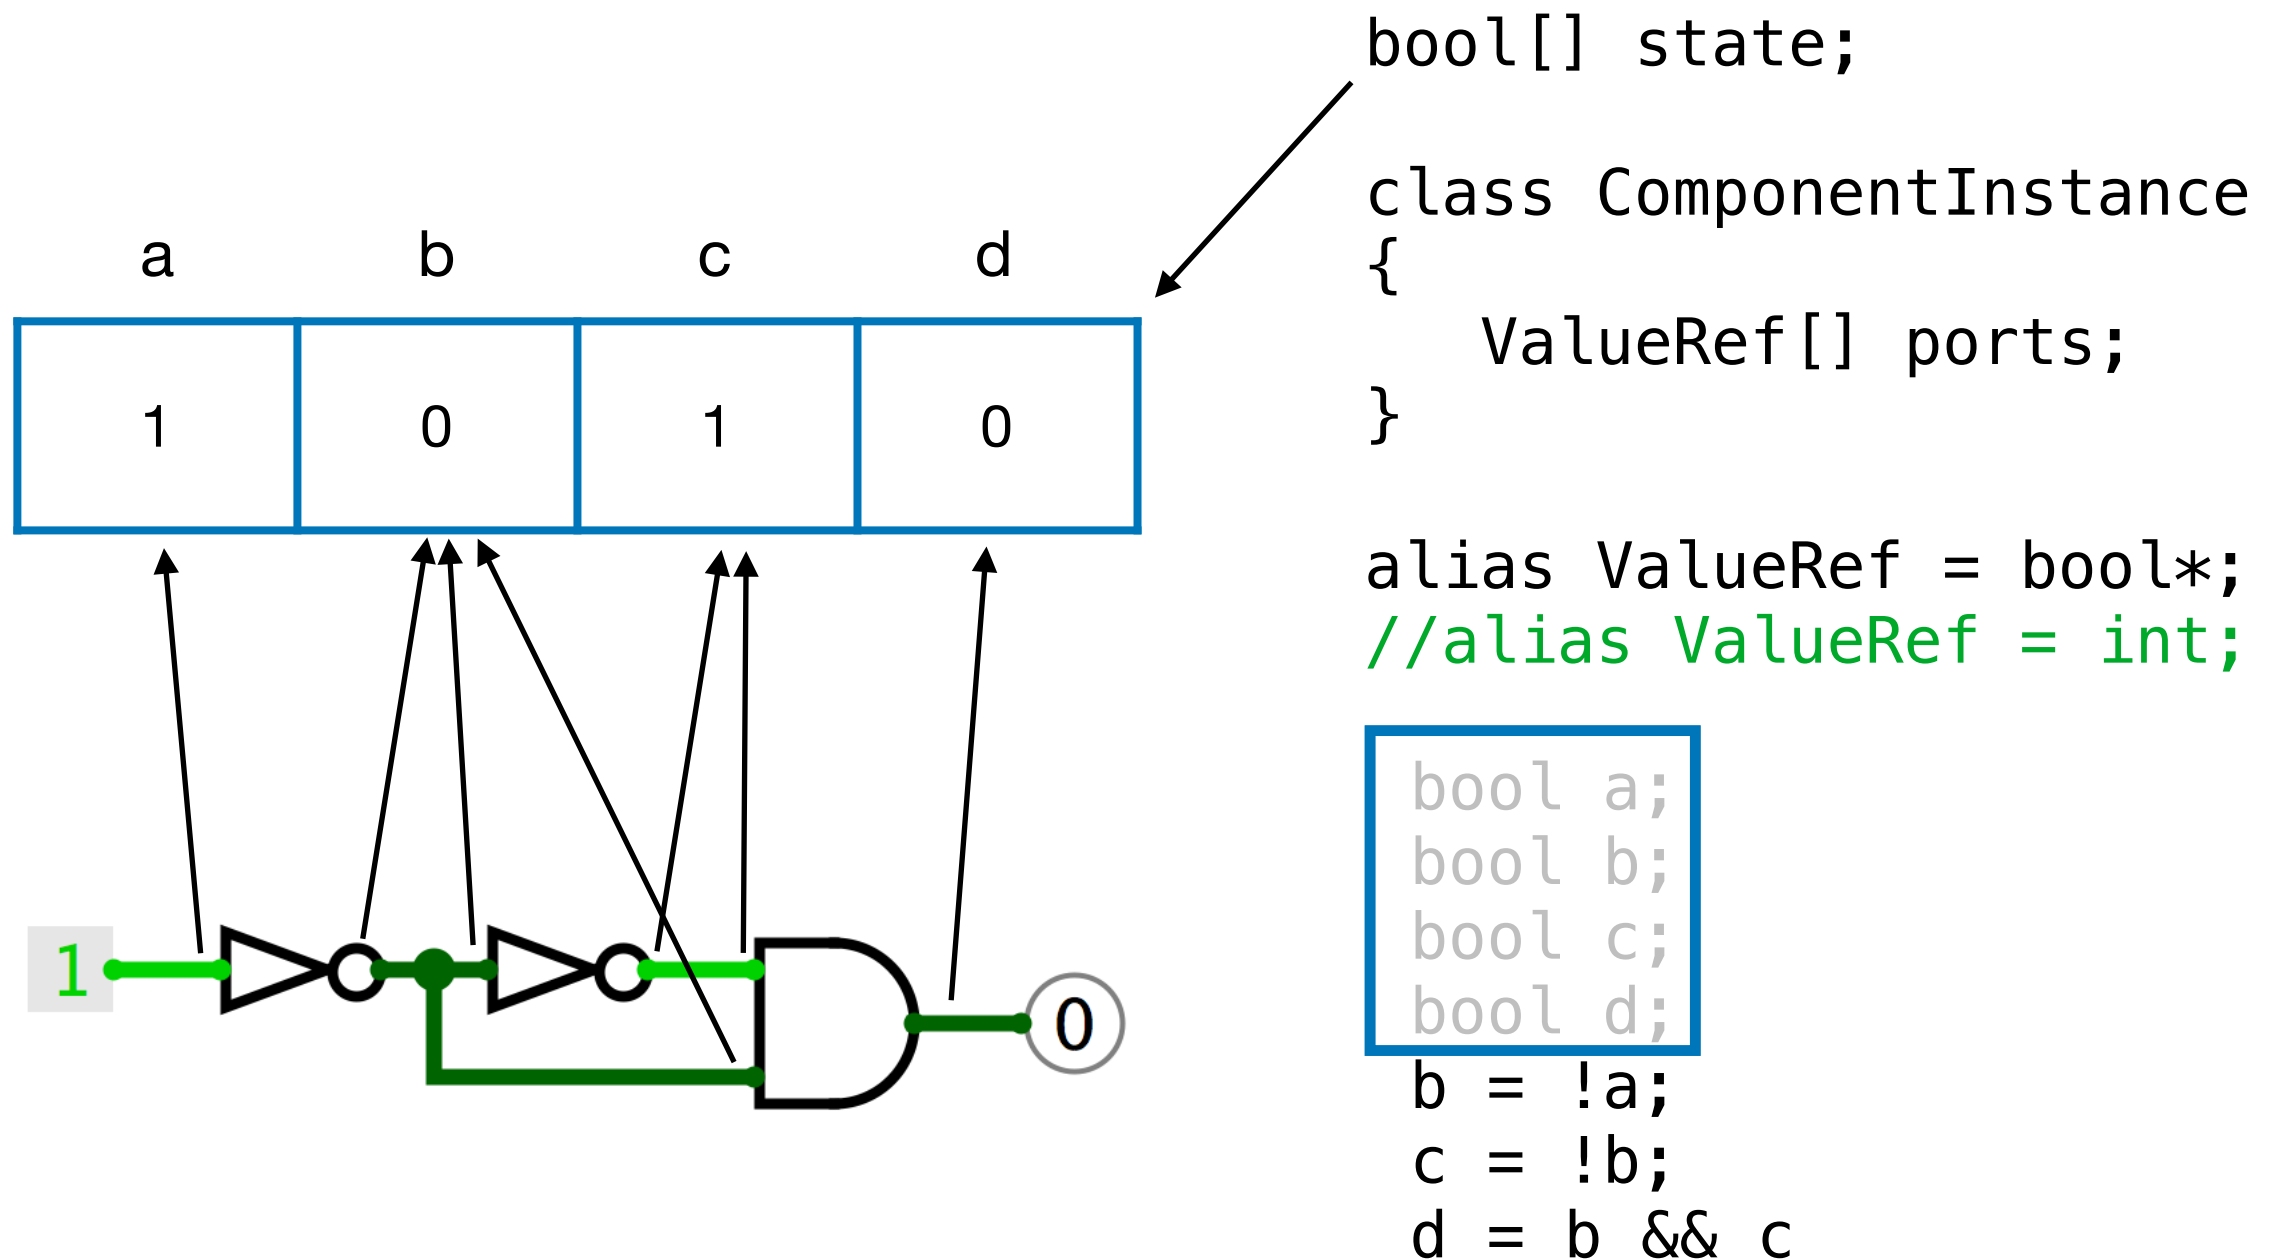 a b c d
1 0 1 0
1
0
bool[] state;
class ComponentInstance
{
ValueRef[] ports;
}
alias ValueRef = bool*;
//alias ValueRef = int;
bool a;
bool b;
bool c;
bool d;
b = !a;
c = !b;
d = b && c